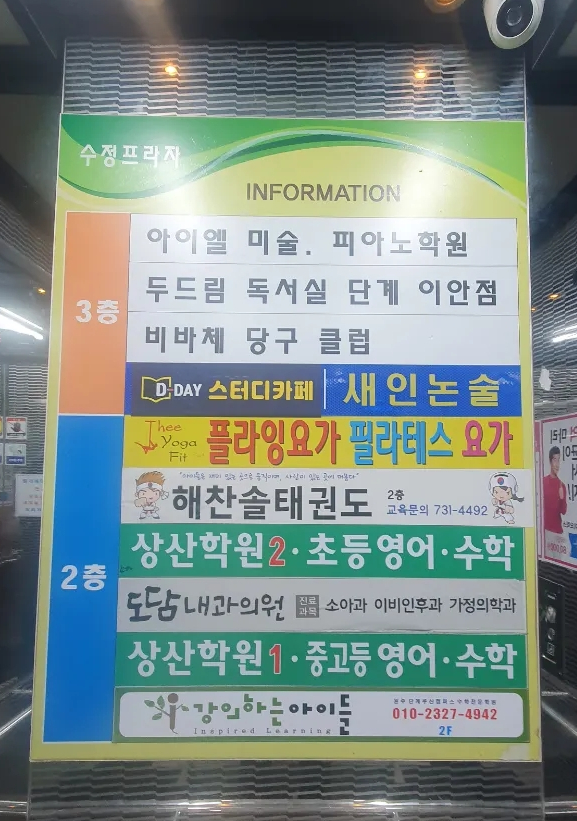 수정프라자
INFORMATION
3층
아이엘 미술. 피아노학원
두드림 독서실 단계 이안점
비바체 당구 클럽
D-DAY 스터디카페 새인논술
2층
Thee Yoga Fit 플라잉요가 필라테스 요가
해찬솔태권도 2층 교육문의 731-4492
상산학원2·초등영어·수학
도담내과의원 진료과목 소아과 이비인후과 가정의학과
상산학원1·중고등영어·수학
강의하는아이들
Inspired Learning
010-2327-4942
2F